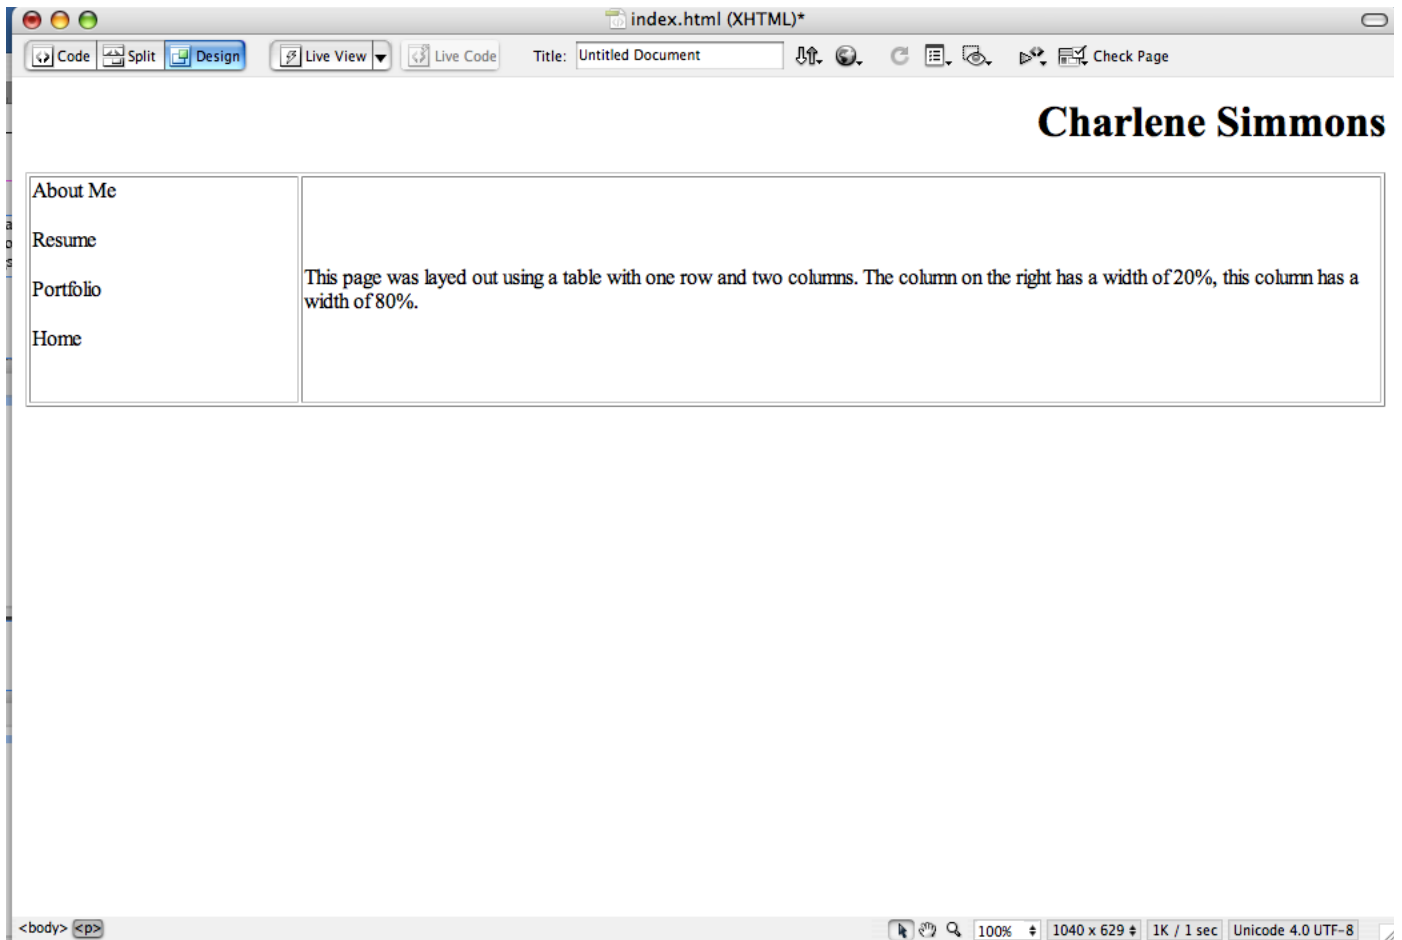 index.html (XHTML)*
Code Split Design Live View Live Code Title: Untitled Document Check Page
Charlene Simmons
About Me
Resume
Portfolio
Home
This page was layed out using a table with one row and two columns. The column on the right has a width of 20%, this column has a
width of 80%.
<body> <p> 100% 1040 x 629 1K / 1 sec Unicode 4.0 UTF-8